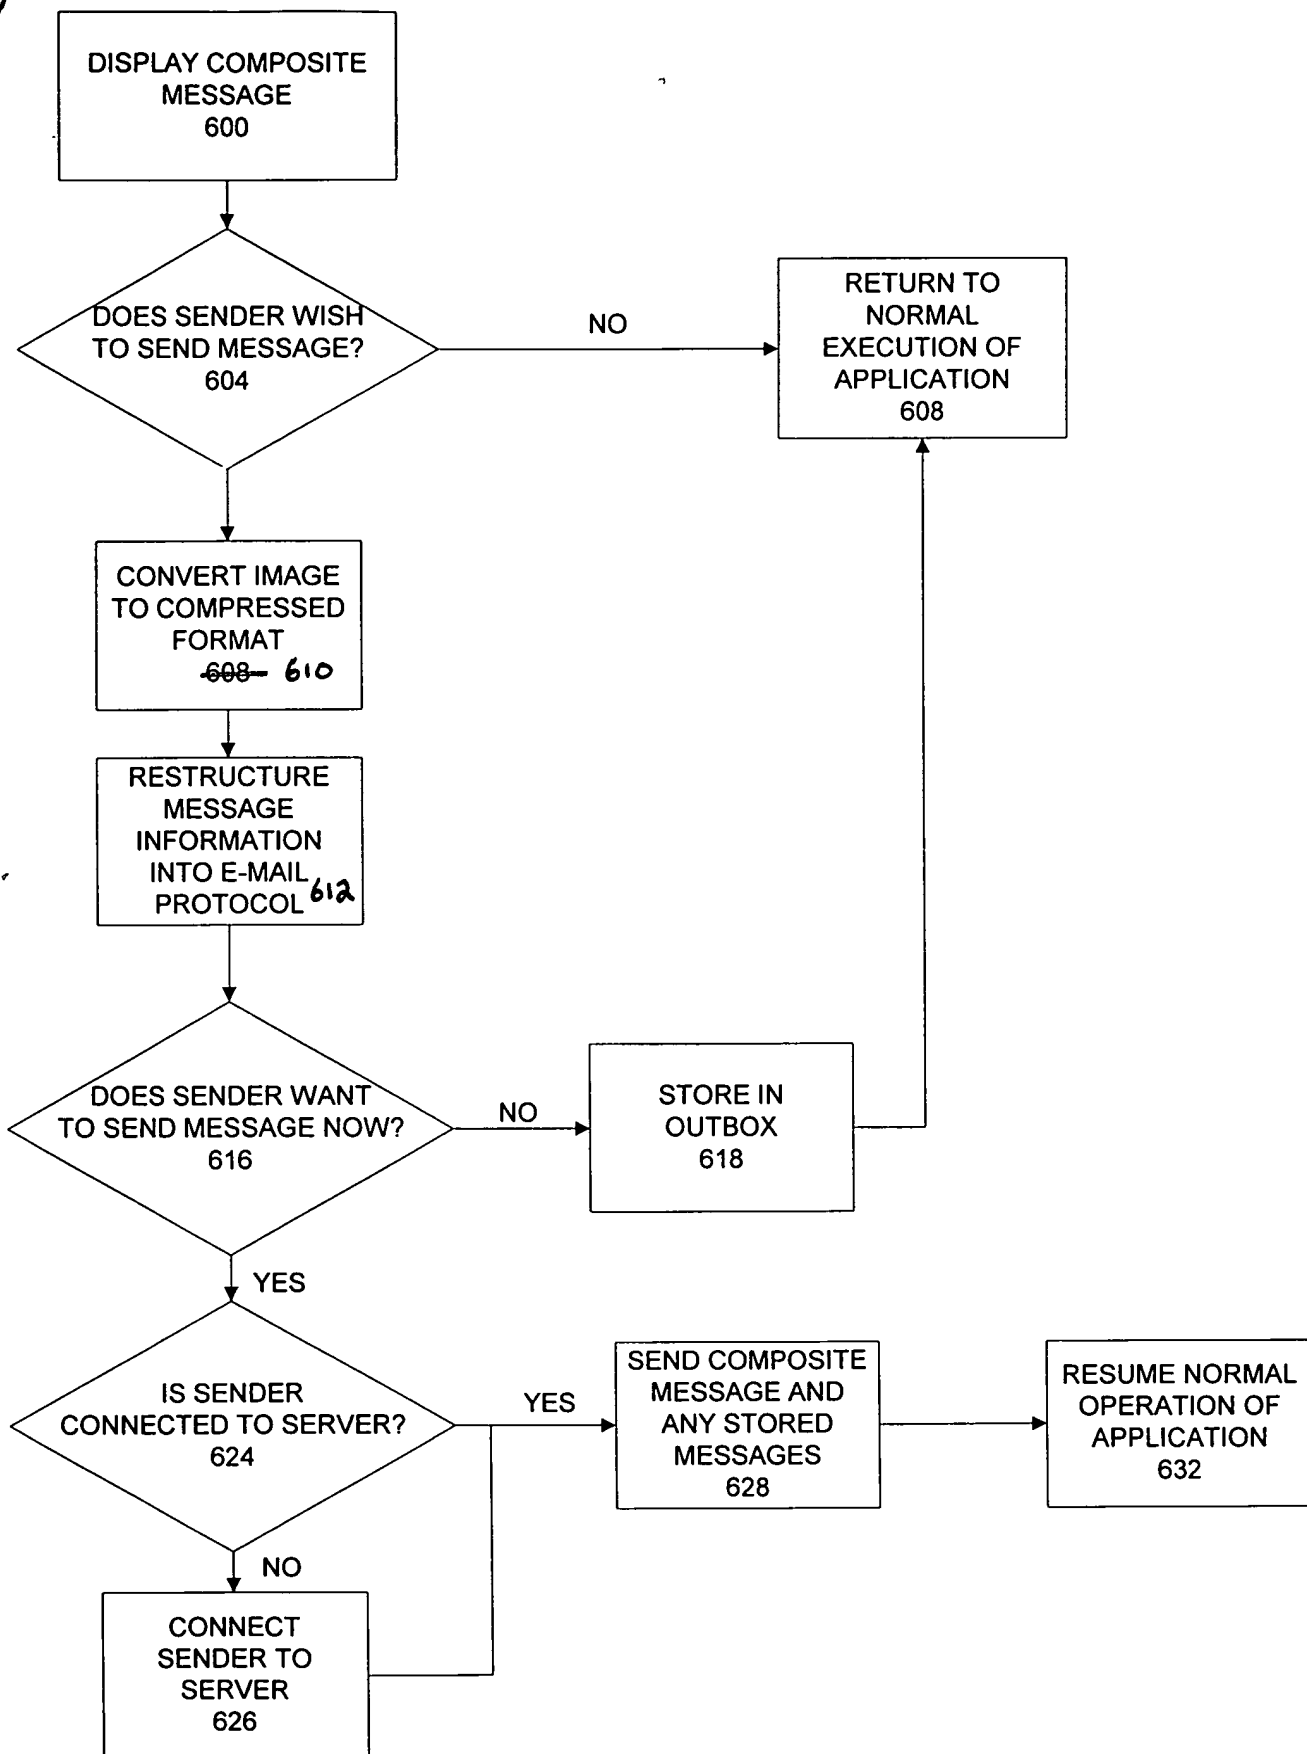 DISPLAY COMPOSITE
MESSAGE
600
DOES SENDER WISH
TO SEND MESSAGE?
604
NO
RETURN TO
NORMAL
EXECUTION OF
APPLICATION
608
CONVERT IMAGE
TO COMPRESSED
FORMAT
608 610
RESTRUCTURE
MESSAGE
INFORMATION
INTO E-MAIL
PROTOCOL 612
DOES SENDER WANT
TO SEND MESSAGE NOW?
616
NO
STORE IN
OUTBOX
618
YES
IS SENDER
CONNECTED TO SERVER?
624
YES
SEND COMPOSITE
MESSAGE AND
ANY STORED
MESSAGES
628
RESUME NORMAL
OPERATION OF
APPLICATION
632
NO
CONNECT
SENDER TO
SERVER
626